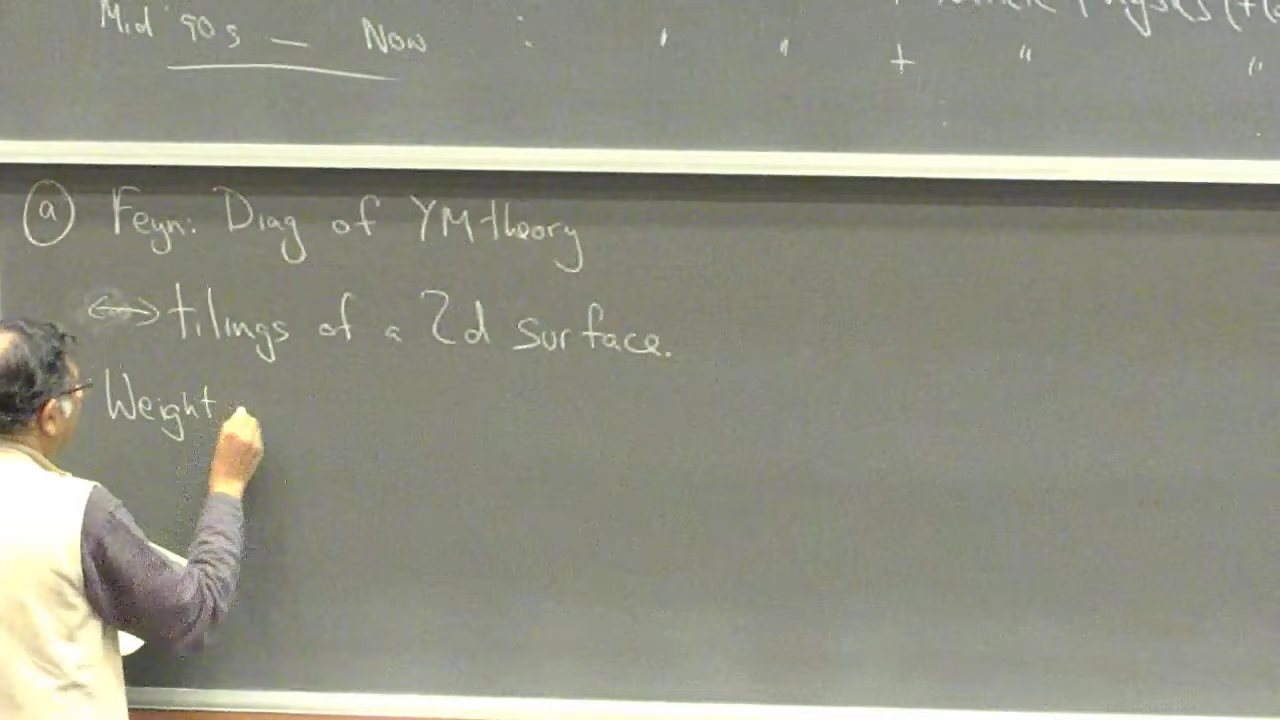 Mid '90s — Now : " " + " "
ⓐ Feyn: Diag of YM theory
↔ tilings of a 2d surface.
Weight